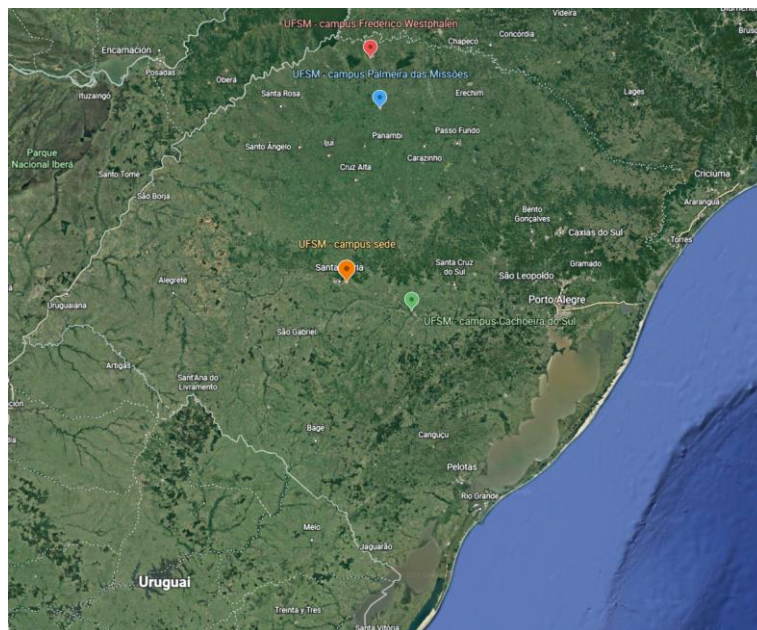 UFSM - campus Frederico Westphalen
Videira
Concórdia
Chapecó
Encarnación
Posadas
Oberá
UFSM - campus Palmeira das Missões
Ituzaingó
Santa Rosa
Erechim
Lages
Panambi
Passo Fundo
Ijuí
Santo Ângelo
Carazinho
Parque
Nacional Iberá
Cruz Alta
Santo Tomé
Criciúma
São Borja
Araranguá
Bento
Gonçalves
Caxias do Sul
Torres
UFSM - campus sede
Santa Cruz
do Sul
Gramado
São Leopoldo
Alegrete
Uruguaiana
Porto Alegre
UFSM - campus Cachoeira do Sul
São Gabriel
Artigas
Sant'Ana do
Livramento
Bagé
Canguçu
Pelotas
Rio Grande
Melo
Jaguarão
Uruguai
Treinta y Tres
Santa Vitória